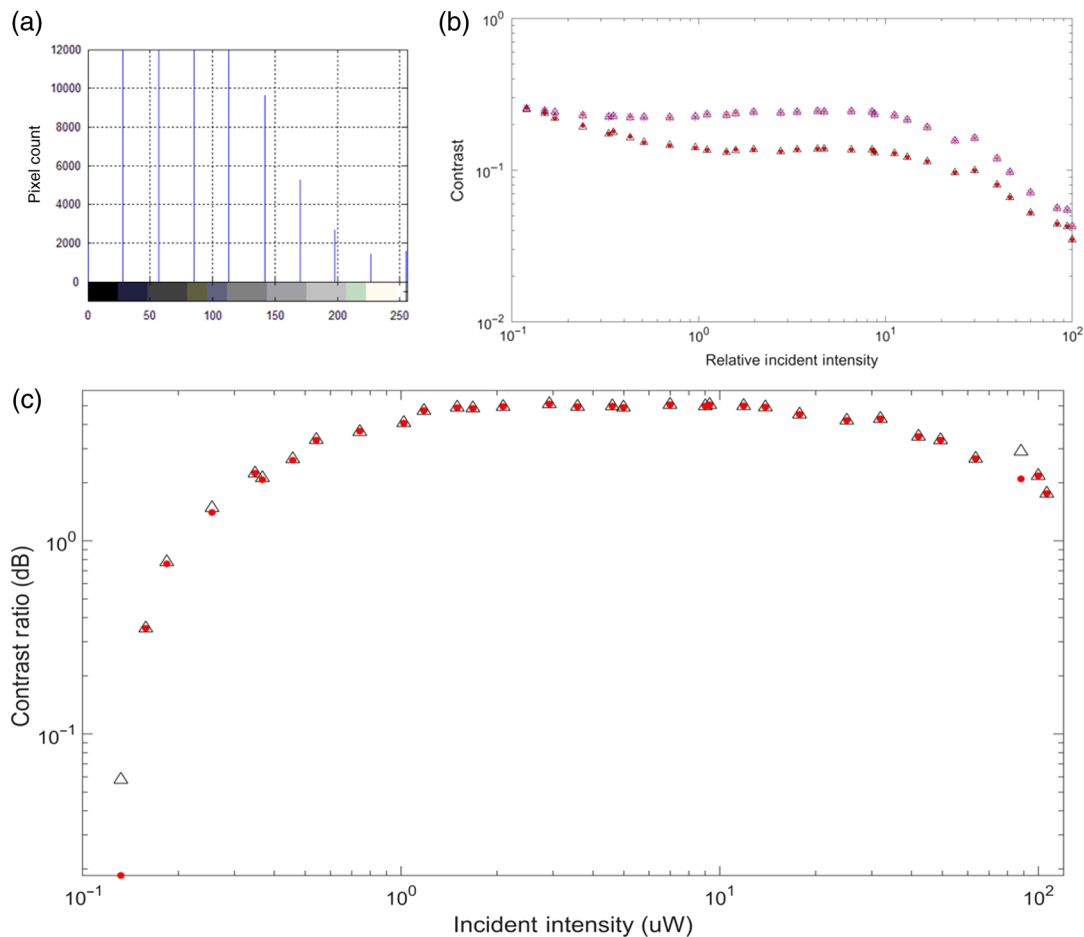 (a)
12000
10000
8000
6000
4000
2000
0
Pixel count
0 50 100 150 200 250
(b)
10^0
10^-1
10^-2
Contrast
10^-1 10^0 10^1 10^2
Relative incident intensity
(c)
10^0
10^-1
Contrast ratio (dB)
10^-1 10^0 10^1 10^2
Incident intensity (uW)